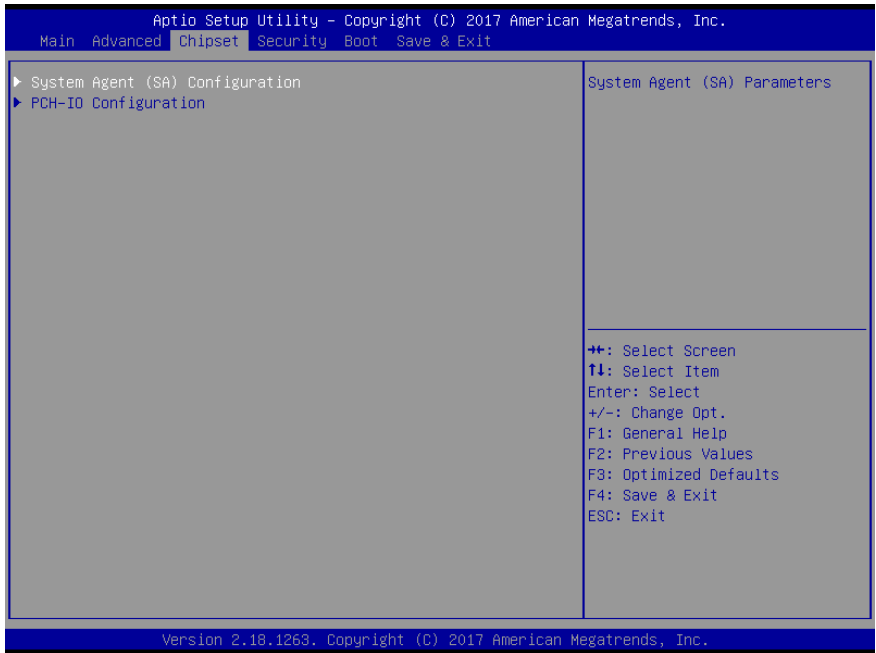 Aptio Setup Utility – Copyright (C) 2017 American Megatrends, Inc.
Main Advanced Chipset Security Boot Save & Exit
System Agent (SA) Configuration
PCH-IO Configuration
System Agent (SA) Parameters
→←: Select Screen
↑↓: Select Item
Enter: Select
+/-: Change Opt.
F1: General Help
F2: Previous Values
F3: Optimized Defaults
F4: Save & Exit
ESC: Exit
Version 2.18.1263. Copyright (C) 2017 American Megatrends, Inc.